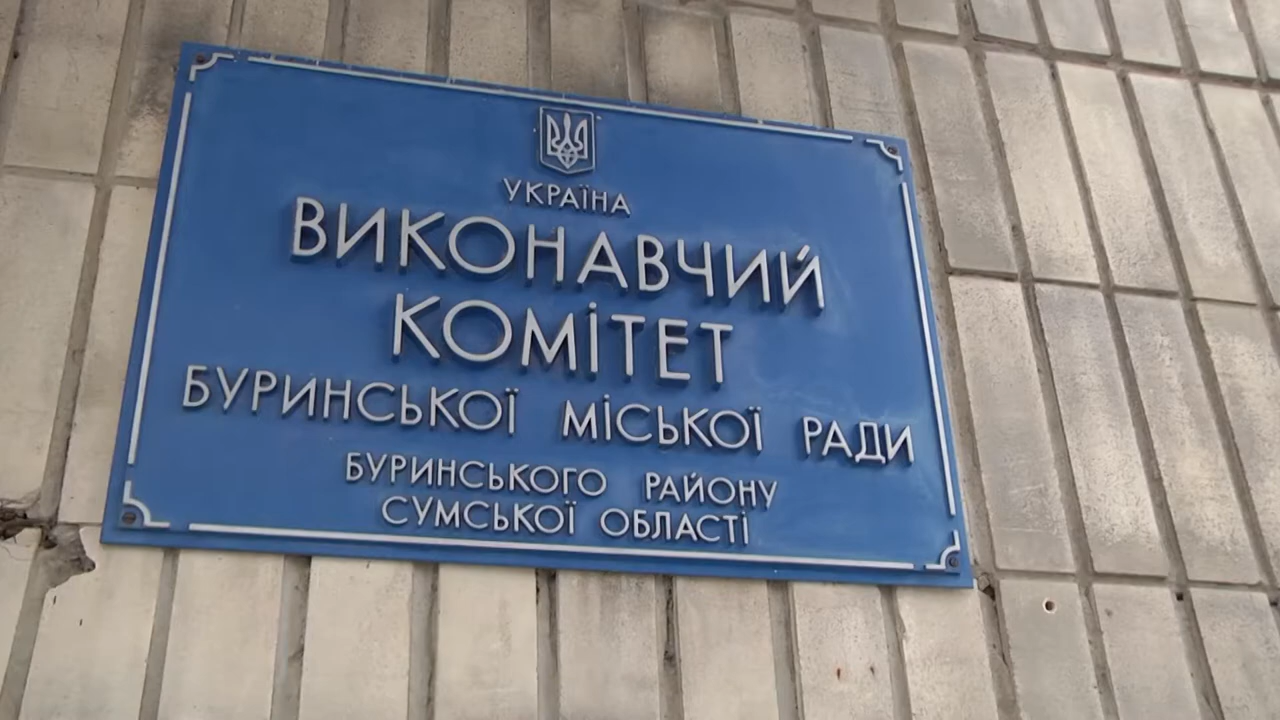 УКРАЇНА
ВИКОНАВЧИЙ
КОМІТЕТ
БУРИНСЬКОЇ МІСЬКОЇ РАДИ
БУРИНСЬКОГО РАЙОНУ
СУМСЬКОЇ ОБЛАСТІ